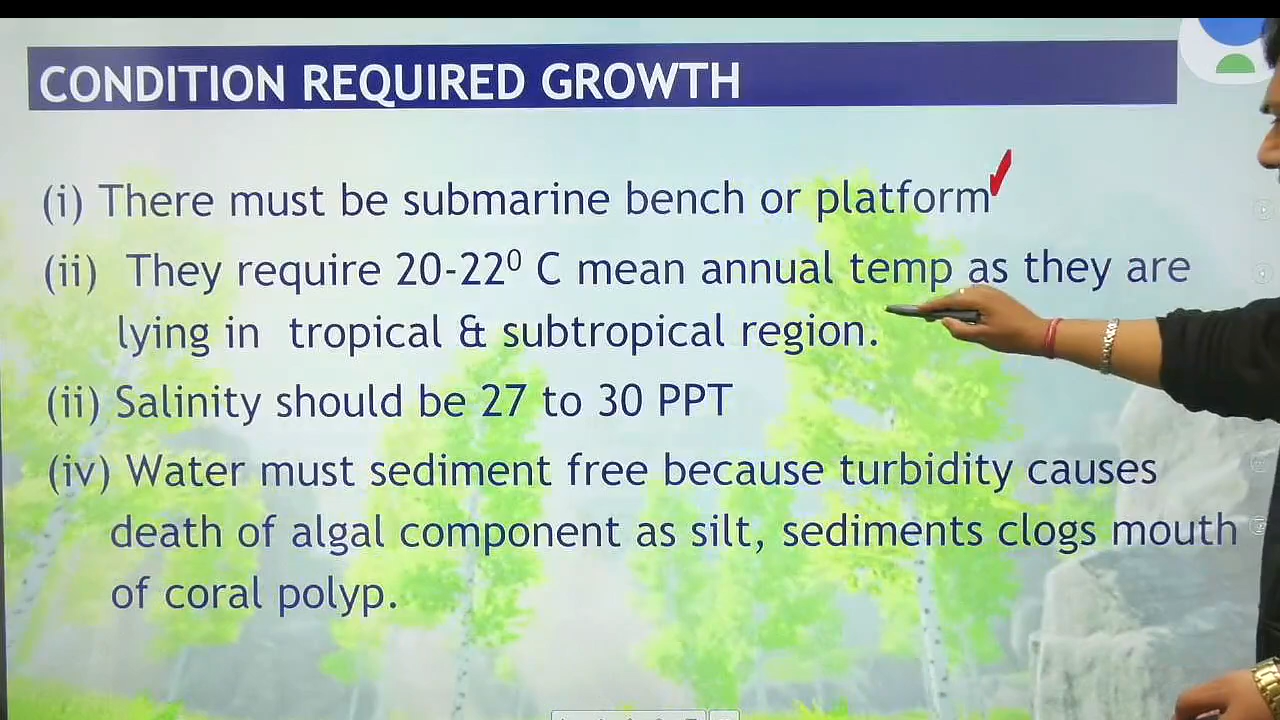 CONDITION REQUIRED GROWTH
(i) There must be submarine bench or platform
(ii) They require 20-22⁰ C mean annual temp as they are
lying in tropical & subtropical region.
(ii) Salinity should be 27 to 30 PPT
(iv) Water must sediment free because turbidity causes
death of algal component as silt, sediments clogs mouth
of coral polyp.